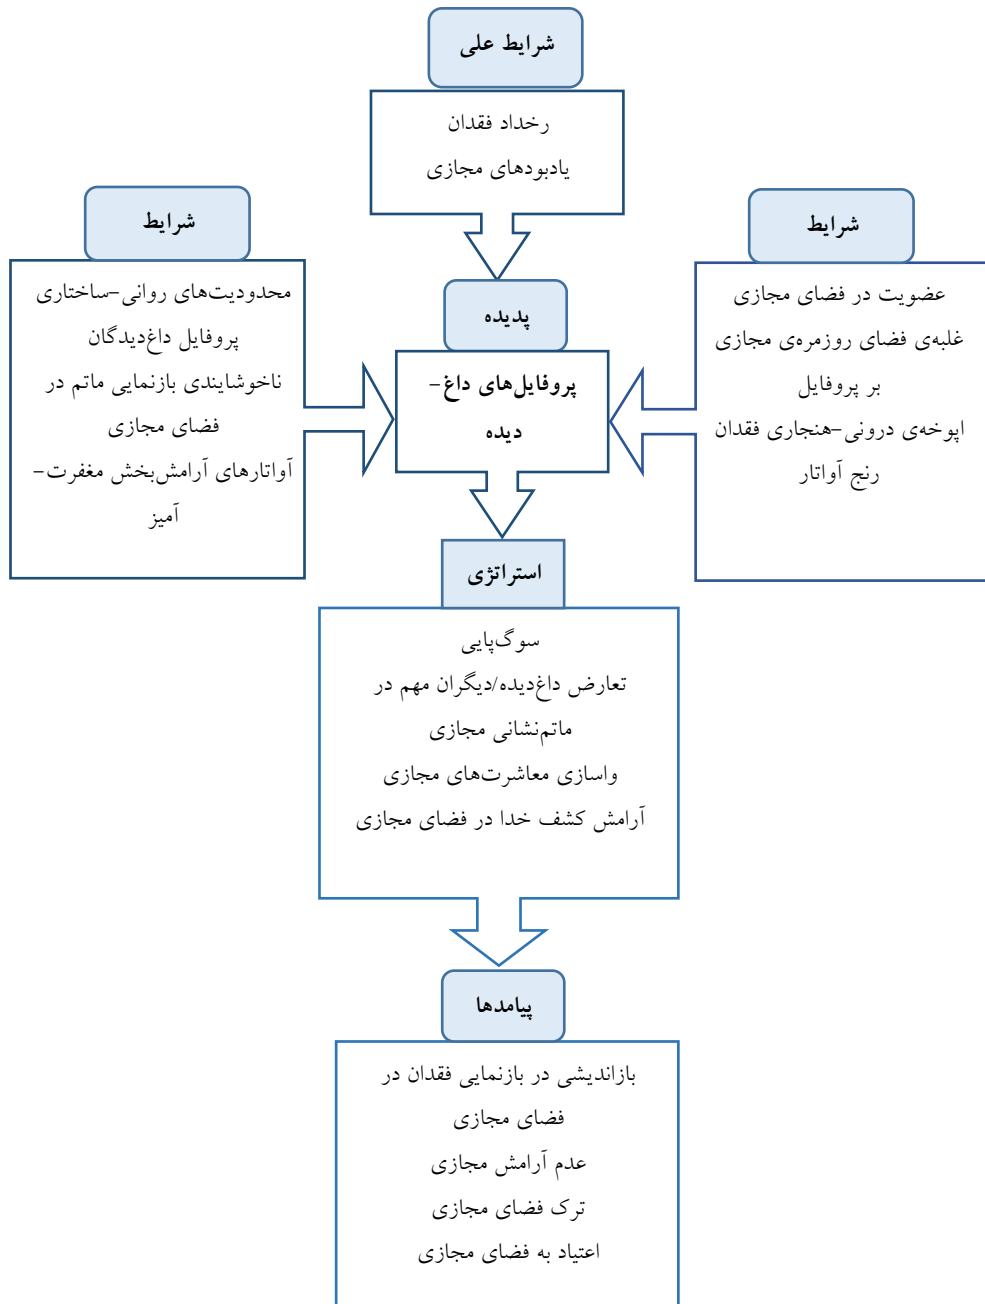 شرایط علی
رخداد فقدان
یادبودهای مجازی
شرایط
عضویت در فضای مجازی
غلبه‌ی فضای روزمره‌ی مجازی
بر پروفایل
اپوخه‌ی درونی-هنجاری فقدان
رنج آواتار
شرایط
محدودیت‌های روانی-ساختاری
پروفایل داغ‌دیدگان
ناخوشایندی بازنمایی ماتم در
فضای مجازی
آواتارهای آرامش‌بخش مغفرت-
آمیز
پدیده
پروفایل‌های داغ-
دیده
استراتژی
سوگ‌پایی
تعارض داغ‌دیده/دیگران مهم در
ماتم‌نشانی مجازی
واسازی معاشرت‌های مجازی
آرامش کشف خدا در فضای مجازی
پیامدها
بازاندیشی در بازنمایی فقدان در
فضای مجازی
عدم آرامش مجازی
ترک فضای مجازی
اعتیاد به فضای مجازی